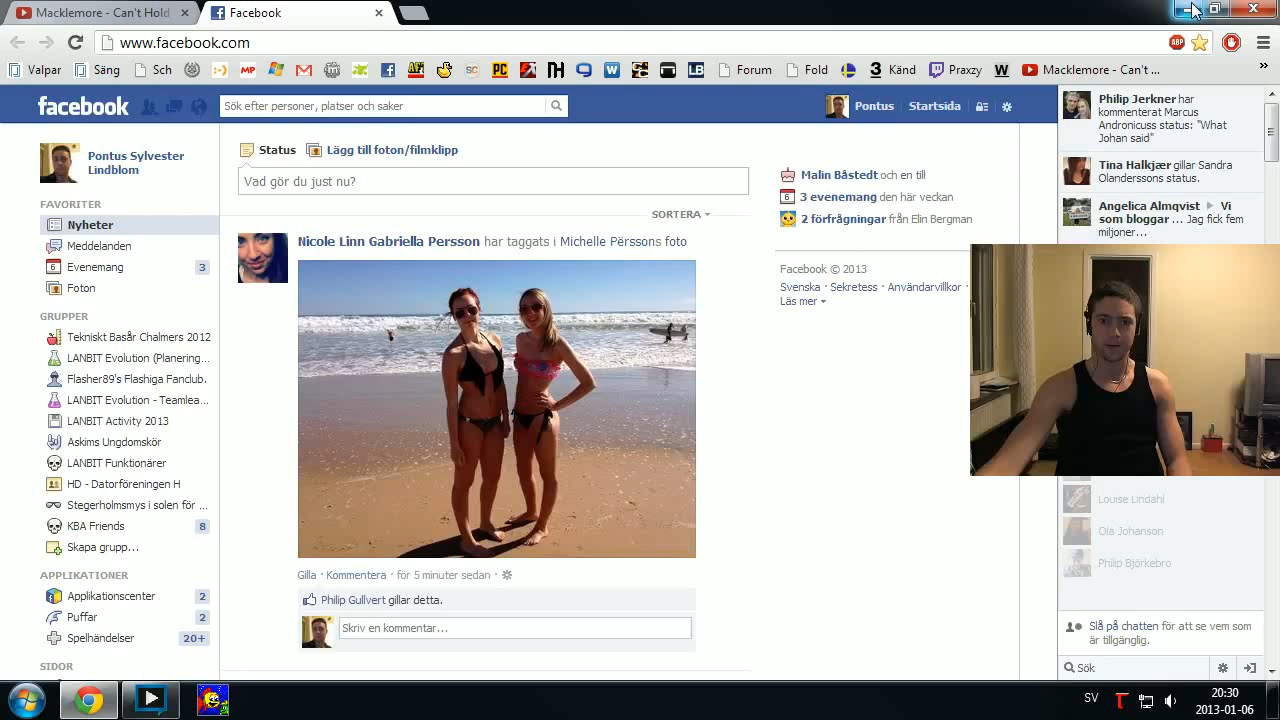 Macklemore - Can't Hold
Facebook
www.facebook.com
ABP
Valpar
Säng
Sch
MP
PC
W
LB
Forum
Fold
3 Känd
Praxzy
W
Macklemore - Can't ...
»
facebook
Sök efter personer, platser och saker
Pontus
Startsida
Pontus Sylvester
Lindblom
FAVORITER
Nyheter
Meddelanden
Evenemang 3
Foton
GRUPPER
Tekniskt Basår Chalmers 2012
LANBIT Evolution (Planering...
Flasher89's Flashiga Fanclub.
LANBIT Evolution - Teamlea...
LANBIT Activity 2013
Askims Ungdomskör
LANBIT Funktionärer
HD - Datorföreningen H
Stegerholmsmys i solen för ...
KBA Friends 8
Skapa grupp...
APPLIKATIONER
Applikationscenter 2
Puffar 2
Spelhändelser 20+
SIDOR
Status Lägg till foton/filmklipp
Vad gör du just nu?
SORTERA
Nicole Linn Gabriella Persson har taggats i Michelle Përssons foto
Gilla · Kommentera · för 5 minuter sedan ·
Philip Gullvert gillar detta.
Skriv en kommentar...
Malin Båstedt och en till
6 3 evenemang den här veckan
2 förfrågningar från Elin Bergman
Facebook © 2013
Svenska · Sekretess · Användarvillkor ·
Läs mer
Philip Jerkner har
kommenterat Marcus
Andronicuss status: "What
Johan said"
Tina Halkjær gillar Sandra
Olanderssons status.
Angelica Almqvist ▶ Vi
som bloggar ... Jag fick fem
miljoner...
Louise Lindahl
Ola Johanson
Philip Björkebro
Slå på chatten för att se vem som
är tillgänglig.
Sök
SV
20:30
2013-01-06